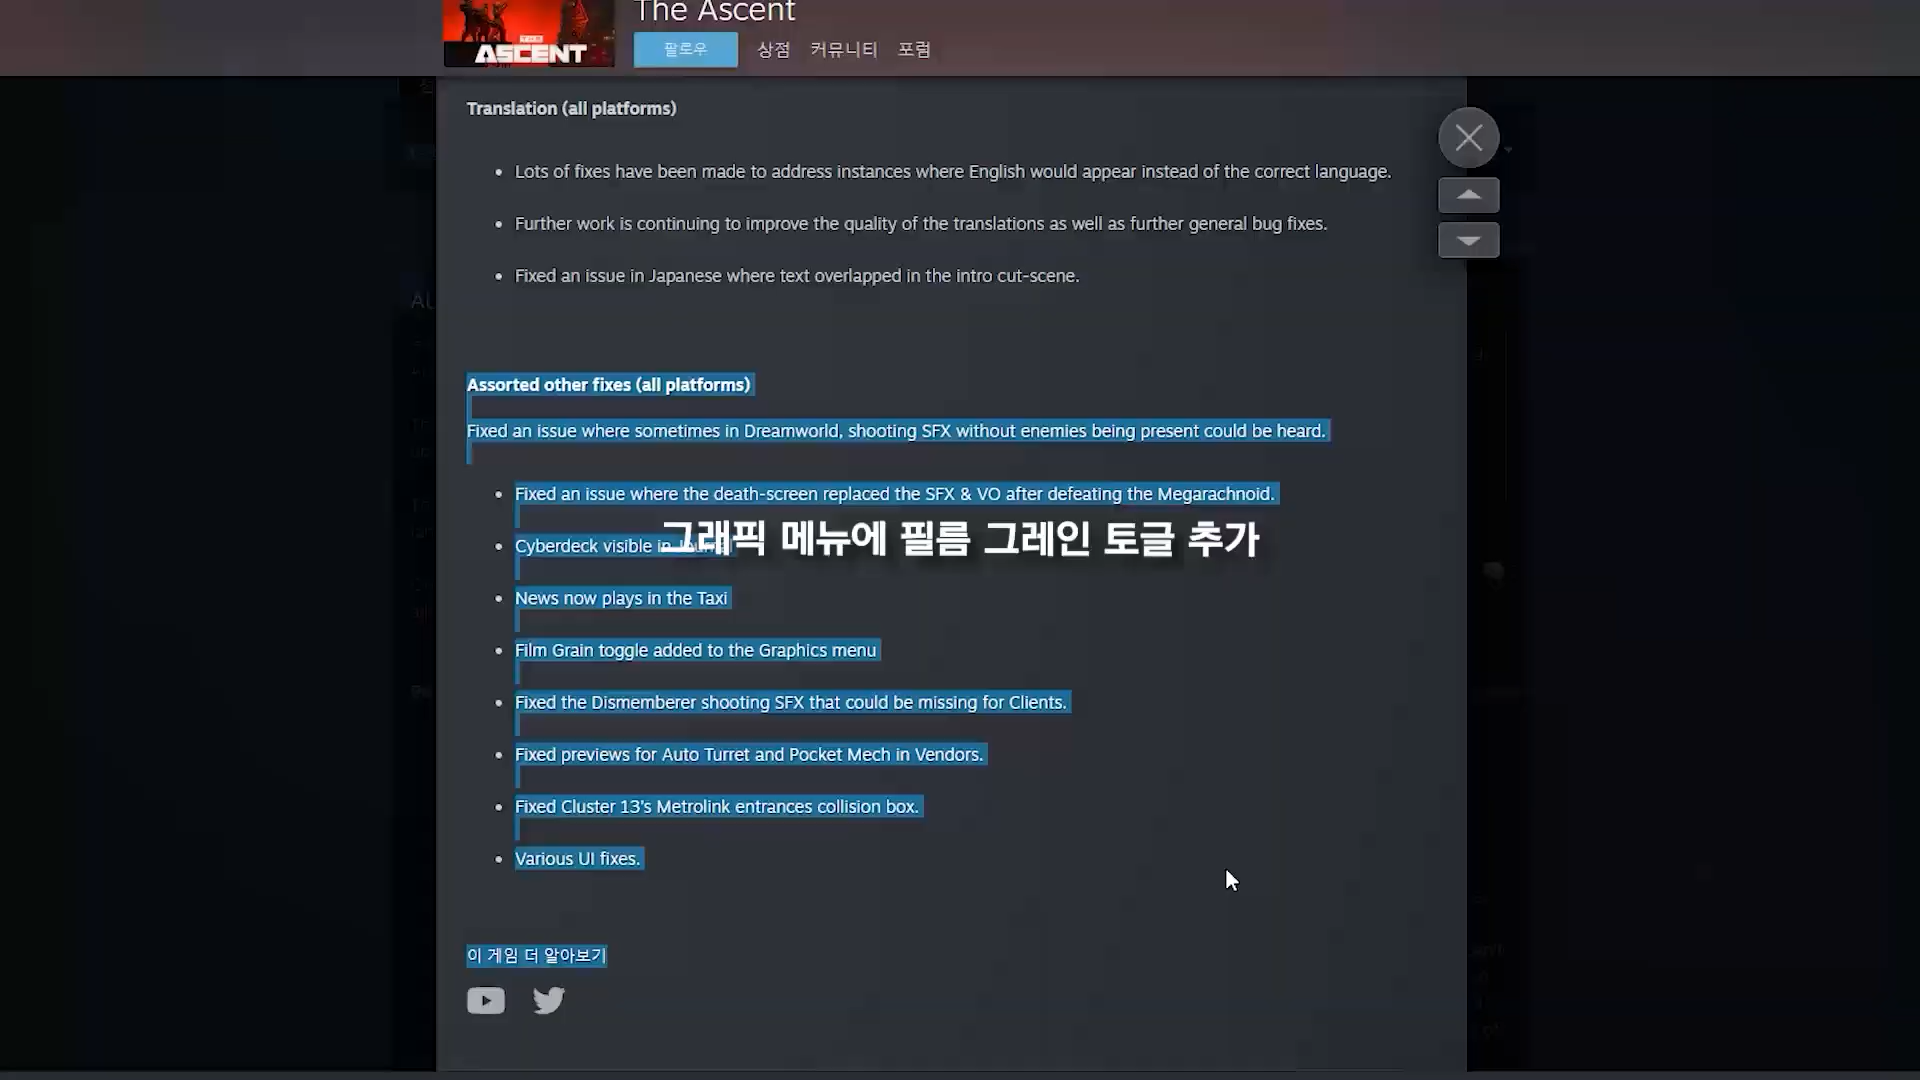 The Ascent
THE
ASCENT
팔로우
상점
커뮤니티
포럼
Translation (all platforms)
Lots of fixes have been made to address instances where English would appear instead of the correct language.
Further work is continuing to improve the quality of the translations as well as further general bug fixes.
Fixed an issue in Japanese where text overlapped in the intro cut-scene.
Assorted other fixes (all platforms)
Fixed an issue where sometimes in Dreamworld, shooting SFX without enemies being present could be heard.
Fixed an issue where the death-screen replaced the SFX & VO after defeating the Megarachnoid.
그래픽 메뉴에 필름 그레인 토글 추가
Cyberdeck visible in
News now plays in the Taxi
Film Grain toggle added to the Graphics menu
Fixed the Dismemberer shooting SFX that could be missing for Clients.
Fixed previews for Auto Turret and Pocket Mech in Vendors.
Fixed Cluster 13's Metrolink entrances collision box.
Various UI fixes.
이 게임 더 알아보기